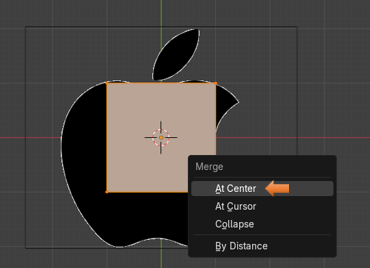 Merge
At Center
At Cursor
Collapse
By Distance